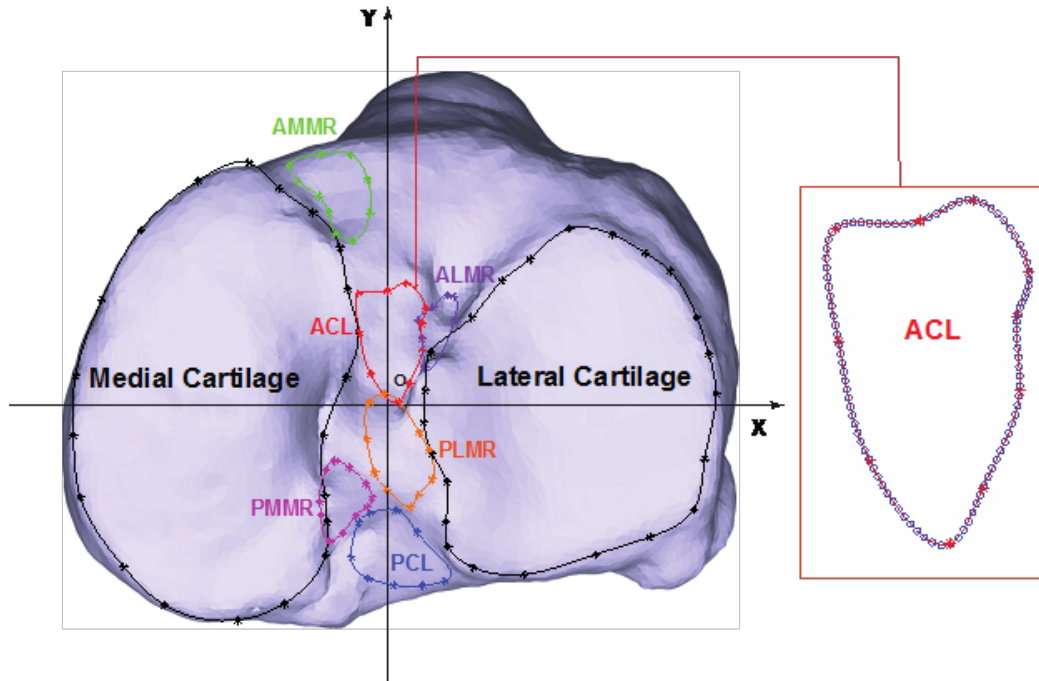 Y
AMMR
ALMR
ACL
ACL
O
Medial Cartilage
Lateral Cartilage
X
PLMR
PMMR
PCL